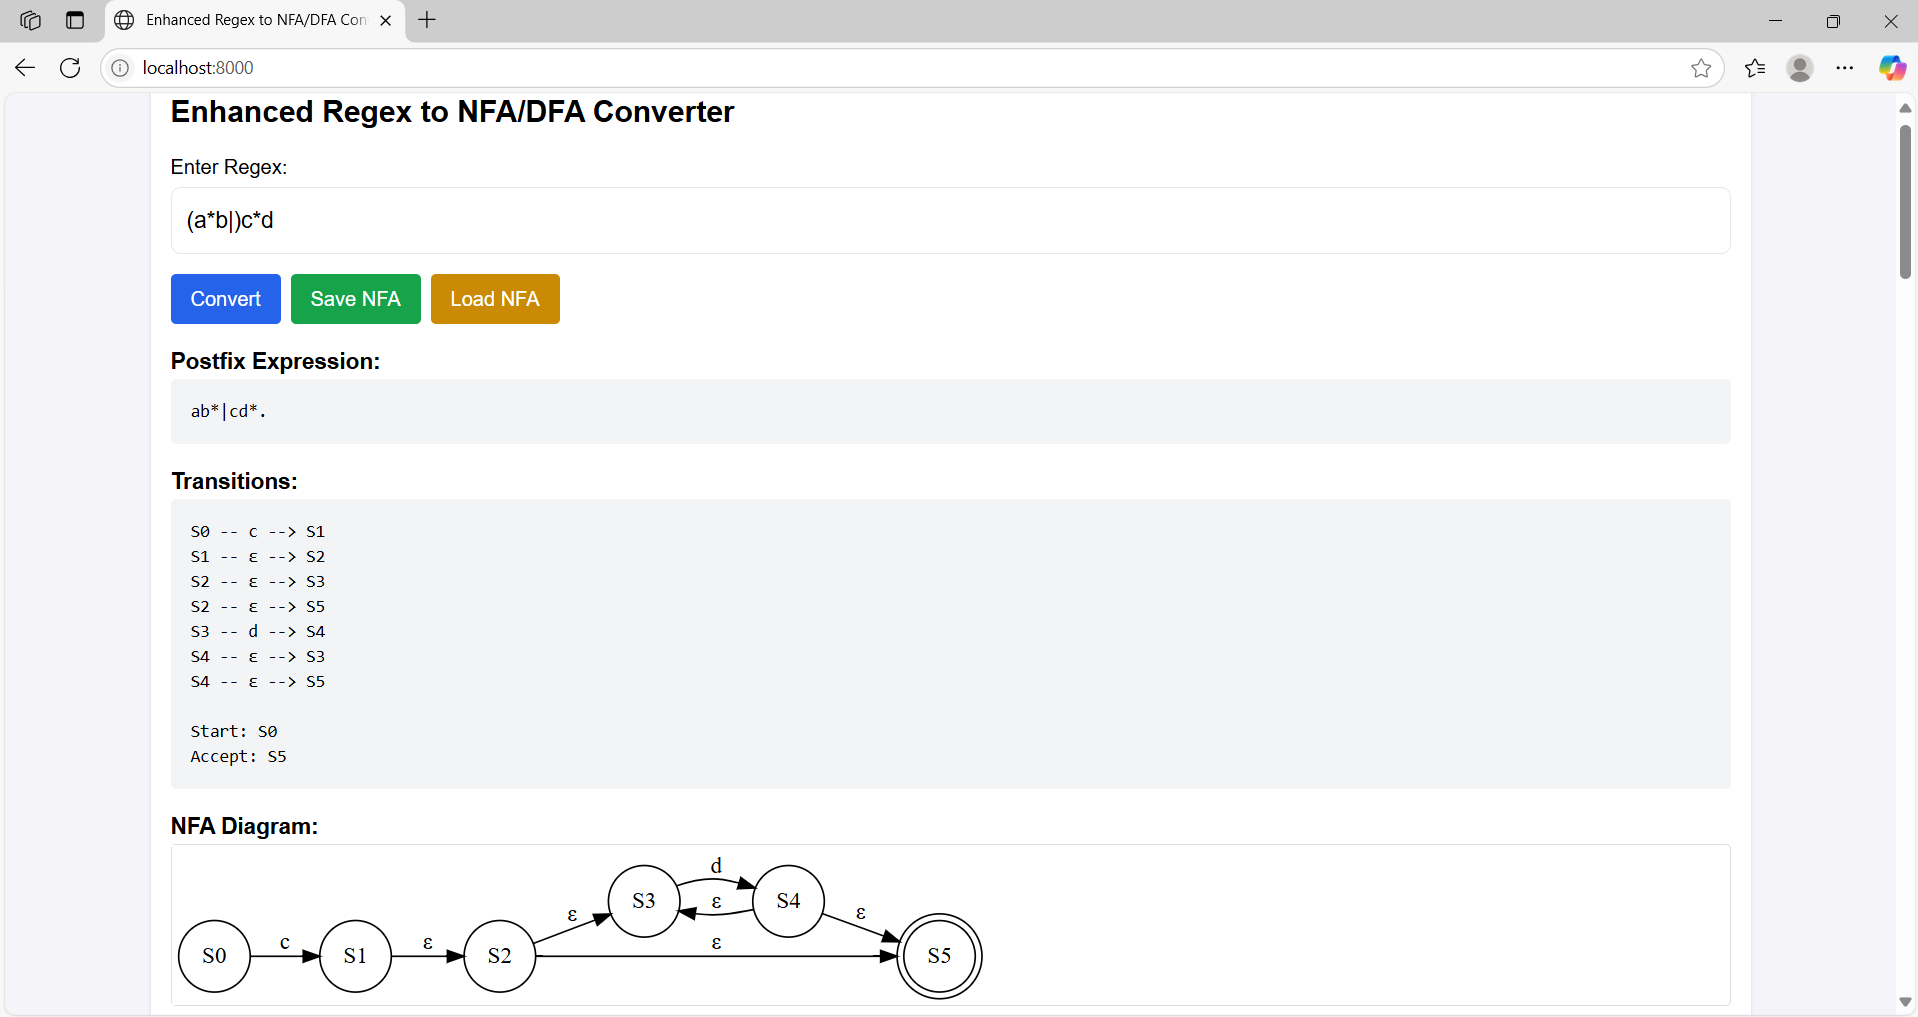 Enhanced Regex to NFA/DFA Con
localhost:8000
Enhanced Regex to NFA/DFA Converter
Enter Regex:
(a*b|)c*d
Convert Save NFA Load NFA
Postfix Expression:
ab*|cd*.
Transitions:
S0 -- c --> S1
S1 -- ε --> S2
S2 -- ε --> S3
S2 -- ε --> S5
S3 -- d --> S4
S4 -- ε --> S3
S4 -- ε --> S5
Start: S0
Accept: S5
NFA Diagram:
d
S3 ε S4
ε ε
c ε ε
S0 S1 S2 S5